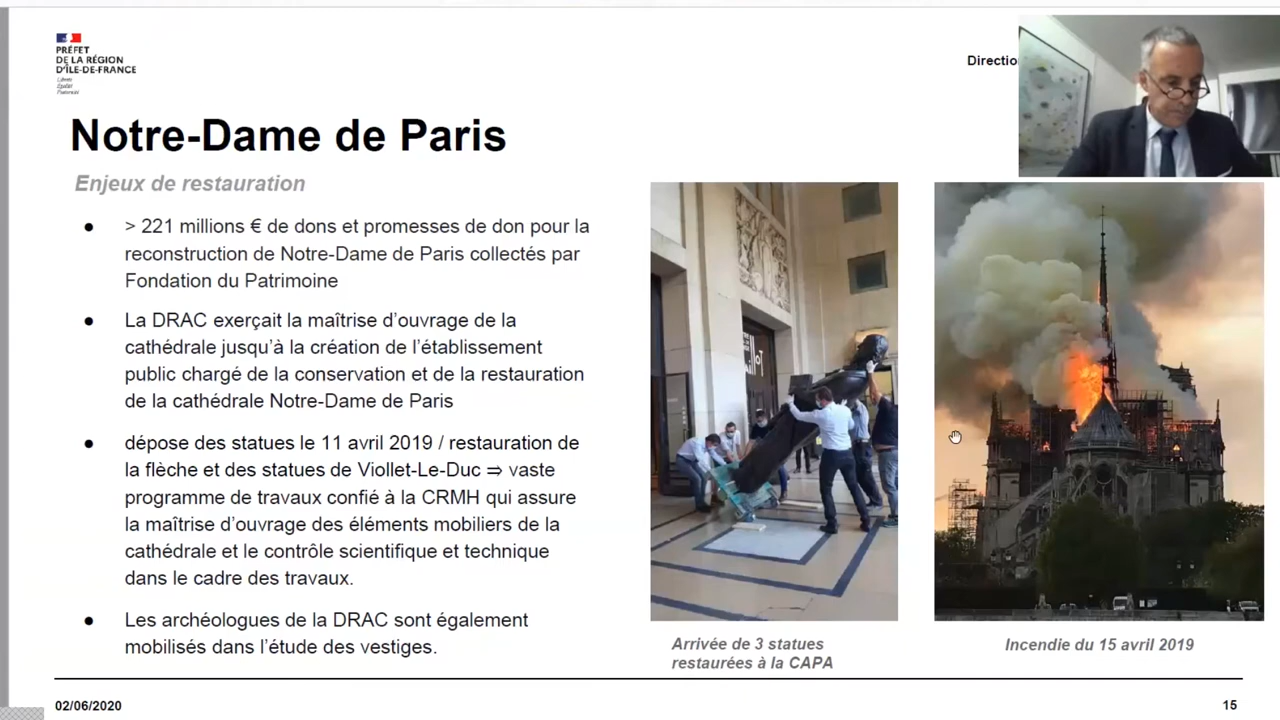 PRÉFET
DE LA RÉGION
D'ÎLE-DE-FRANCE
Liberté
Égalité
Fraternité
Directio
Notre-Dame de Paris
Enjeux de restauration
● > 221 millions € de dons et promesses de don pour la
reconstruction de Notre-Dame de Paris collectés par
Fondation du Patrimoine
● La DRAC exerçait la maîtrise d'ouvrage de la
cathédrale jusqu'à la création de l'établissement
public chargé de la conservation et de la restauration
de la cathédrale Notre-Dame de Paris
● dépose des statues le 11 avril 2019 / restauration de
la flèche et des statues de Viollet-Le-Duc ⇒ vaste
programme de travaux confié à la CRMH qui assure
la maîtrise d'ouvrage des éléments mobiliers de la
cathédrale et le contrôle scientifique et technique
dans le cadre des travaux.
● Les archéologues de la DRAC sont également
mobilisés dans l'étude des vestiges.
Arrivée de 3 statues
restaurées à la CAPA
Incendie du 15 avril 2019
02/06/2020
15